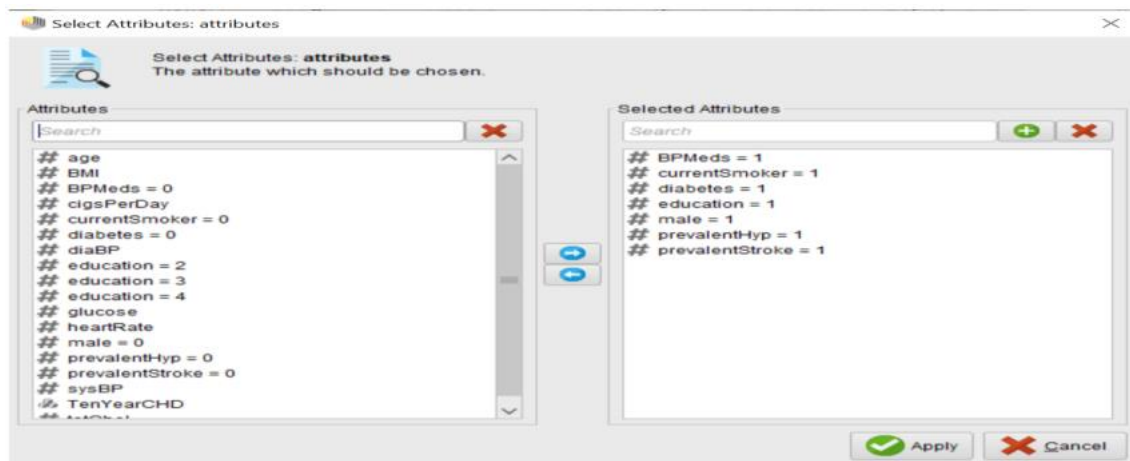 Select Attributes: attributes
Select Attributes: attributes
The attribute which should be chosen.
Attributes
Search
age
BMI
BPMeds = 0
cigsPerDay
currentSmoker = 0
diabetes = 0
diaBP
education = 2
education = 3
education = 4
glucose
heartRate
male = 0
prevalentHyp = 0
prevalentStroke = 0
sysBP
TenYearCHD
Selected Attributes
Search
BPMeds = 1
currentSmoker = 1
diabetes = 1
education = 1
male = 1
prevalentHyp = 1
prevalentStroke = 1
Apply
Cancel